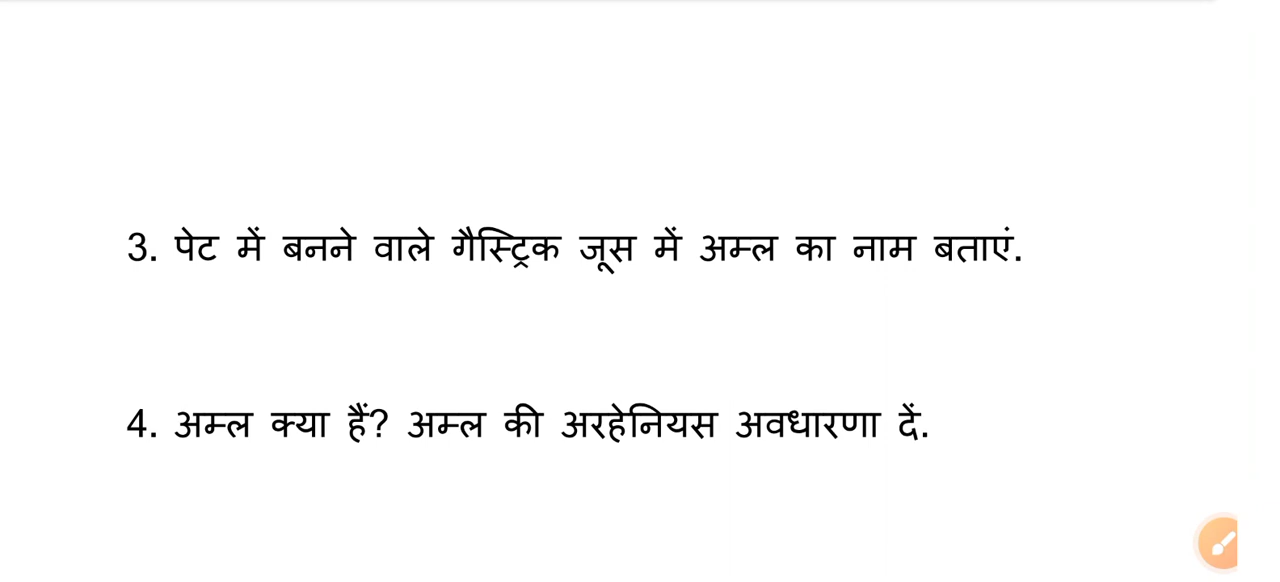 3. पेट में बनने वाले गैस्ट्रिक जूस में अम्ल का नाम बताएं.
4. अम्ल क्या हैं? अम्ल की अरहेनियस अवधारणा दें.